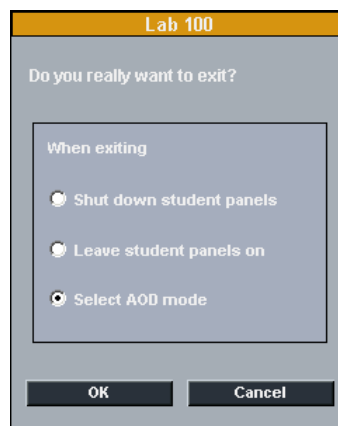 Lab 100
Do you really want to exit?
When exiting
Shut down student panels
Leave student panels on
Select AOD mode
OK Cancel